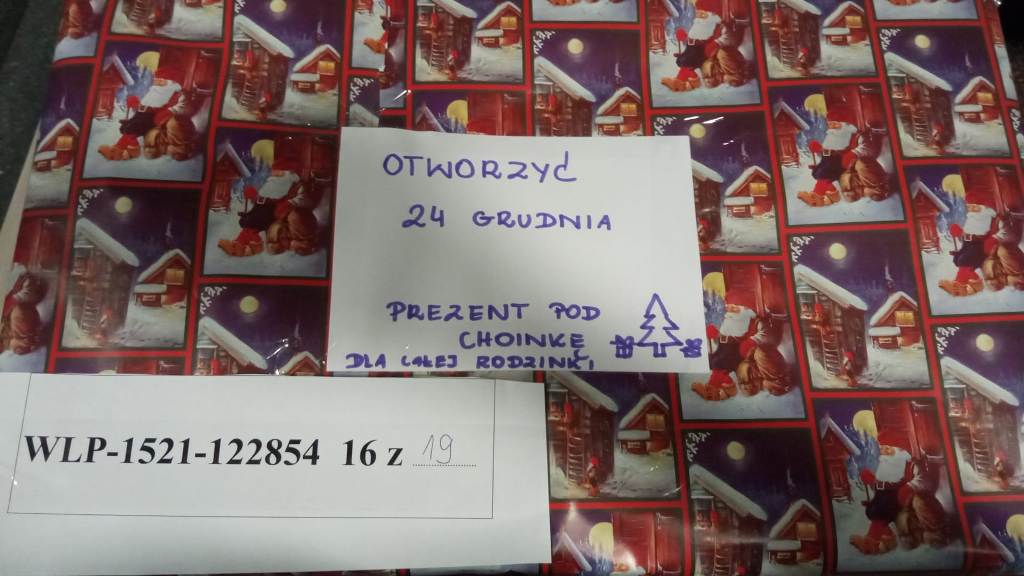 OTWORZYĆ
24 GRUDNIA
PREZENT POD
CHOINKĘ
DLA CAŁEJ RODZINKI
WLP-1521-122854 16 z 19